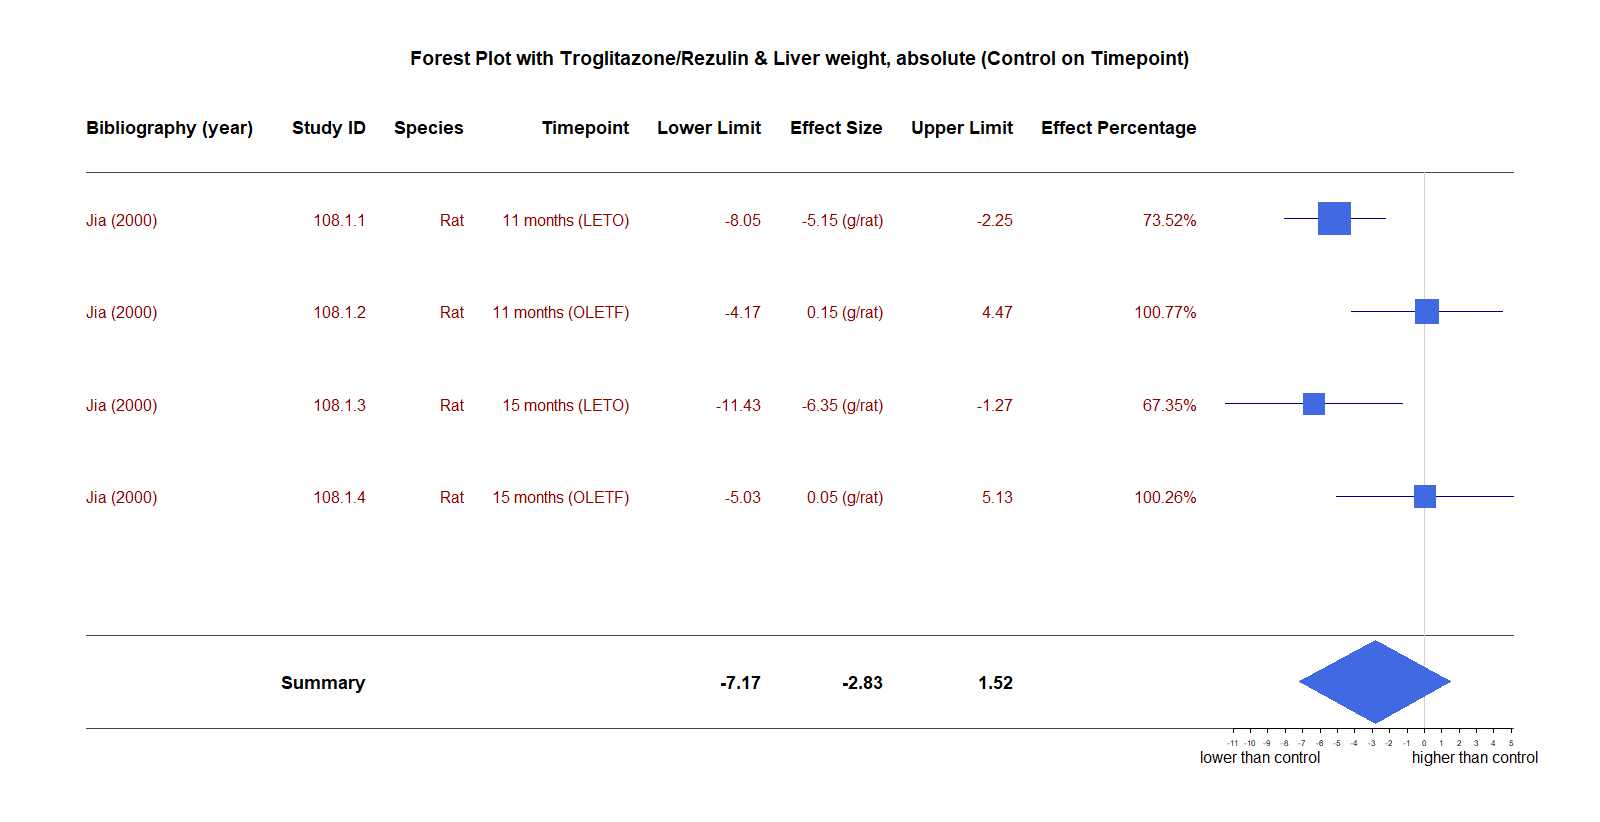 Forest Plot with Troglitazone/Rezulin & Liver weight, absolute (Control on Timepoint)
Bibliography (year) Study ID Species Timepoint Lower Limit Effect Size Upper Limit Effect Percentage
Jia (2000) 108.1.1 Rat 11 months (LETO) -8.05 -5.15 (g/rat) -2.25 73.52%
Jia (2000) 108.1.2 Rat 11 months (OLETF) -4.17 0.15 (g/rat) 4.47 100.77%
Jia (2000) 108.1.3 Rat 15 months (LETO) -11.43 -6.35 (g/rat) -1.27 67.35%
Jia (2000) 108.1.4 Rat 15 months (OLETF) -5.03 0.05 (g/rat) 5.13 100.26%
Summary -7.17 -2.83 1.52
-11 -10 -9 -8 -7 -6 -5 -4 -3 -2 -1 0 1 2 3 4 5
lower than control higher than control